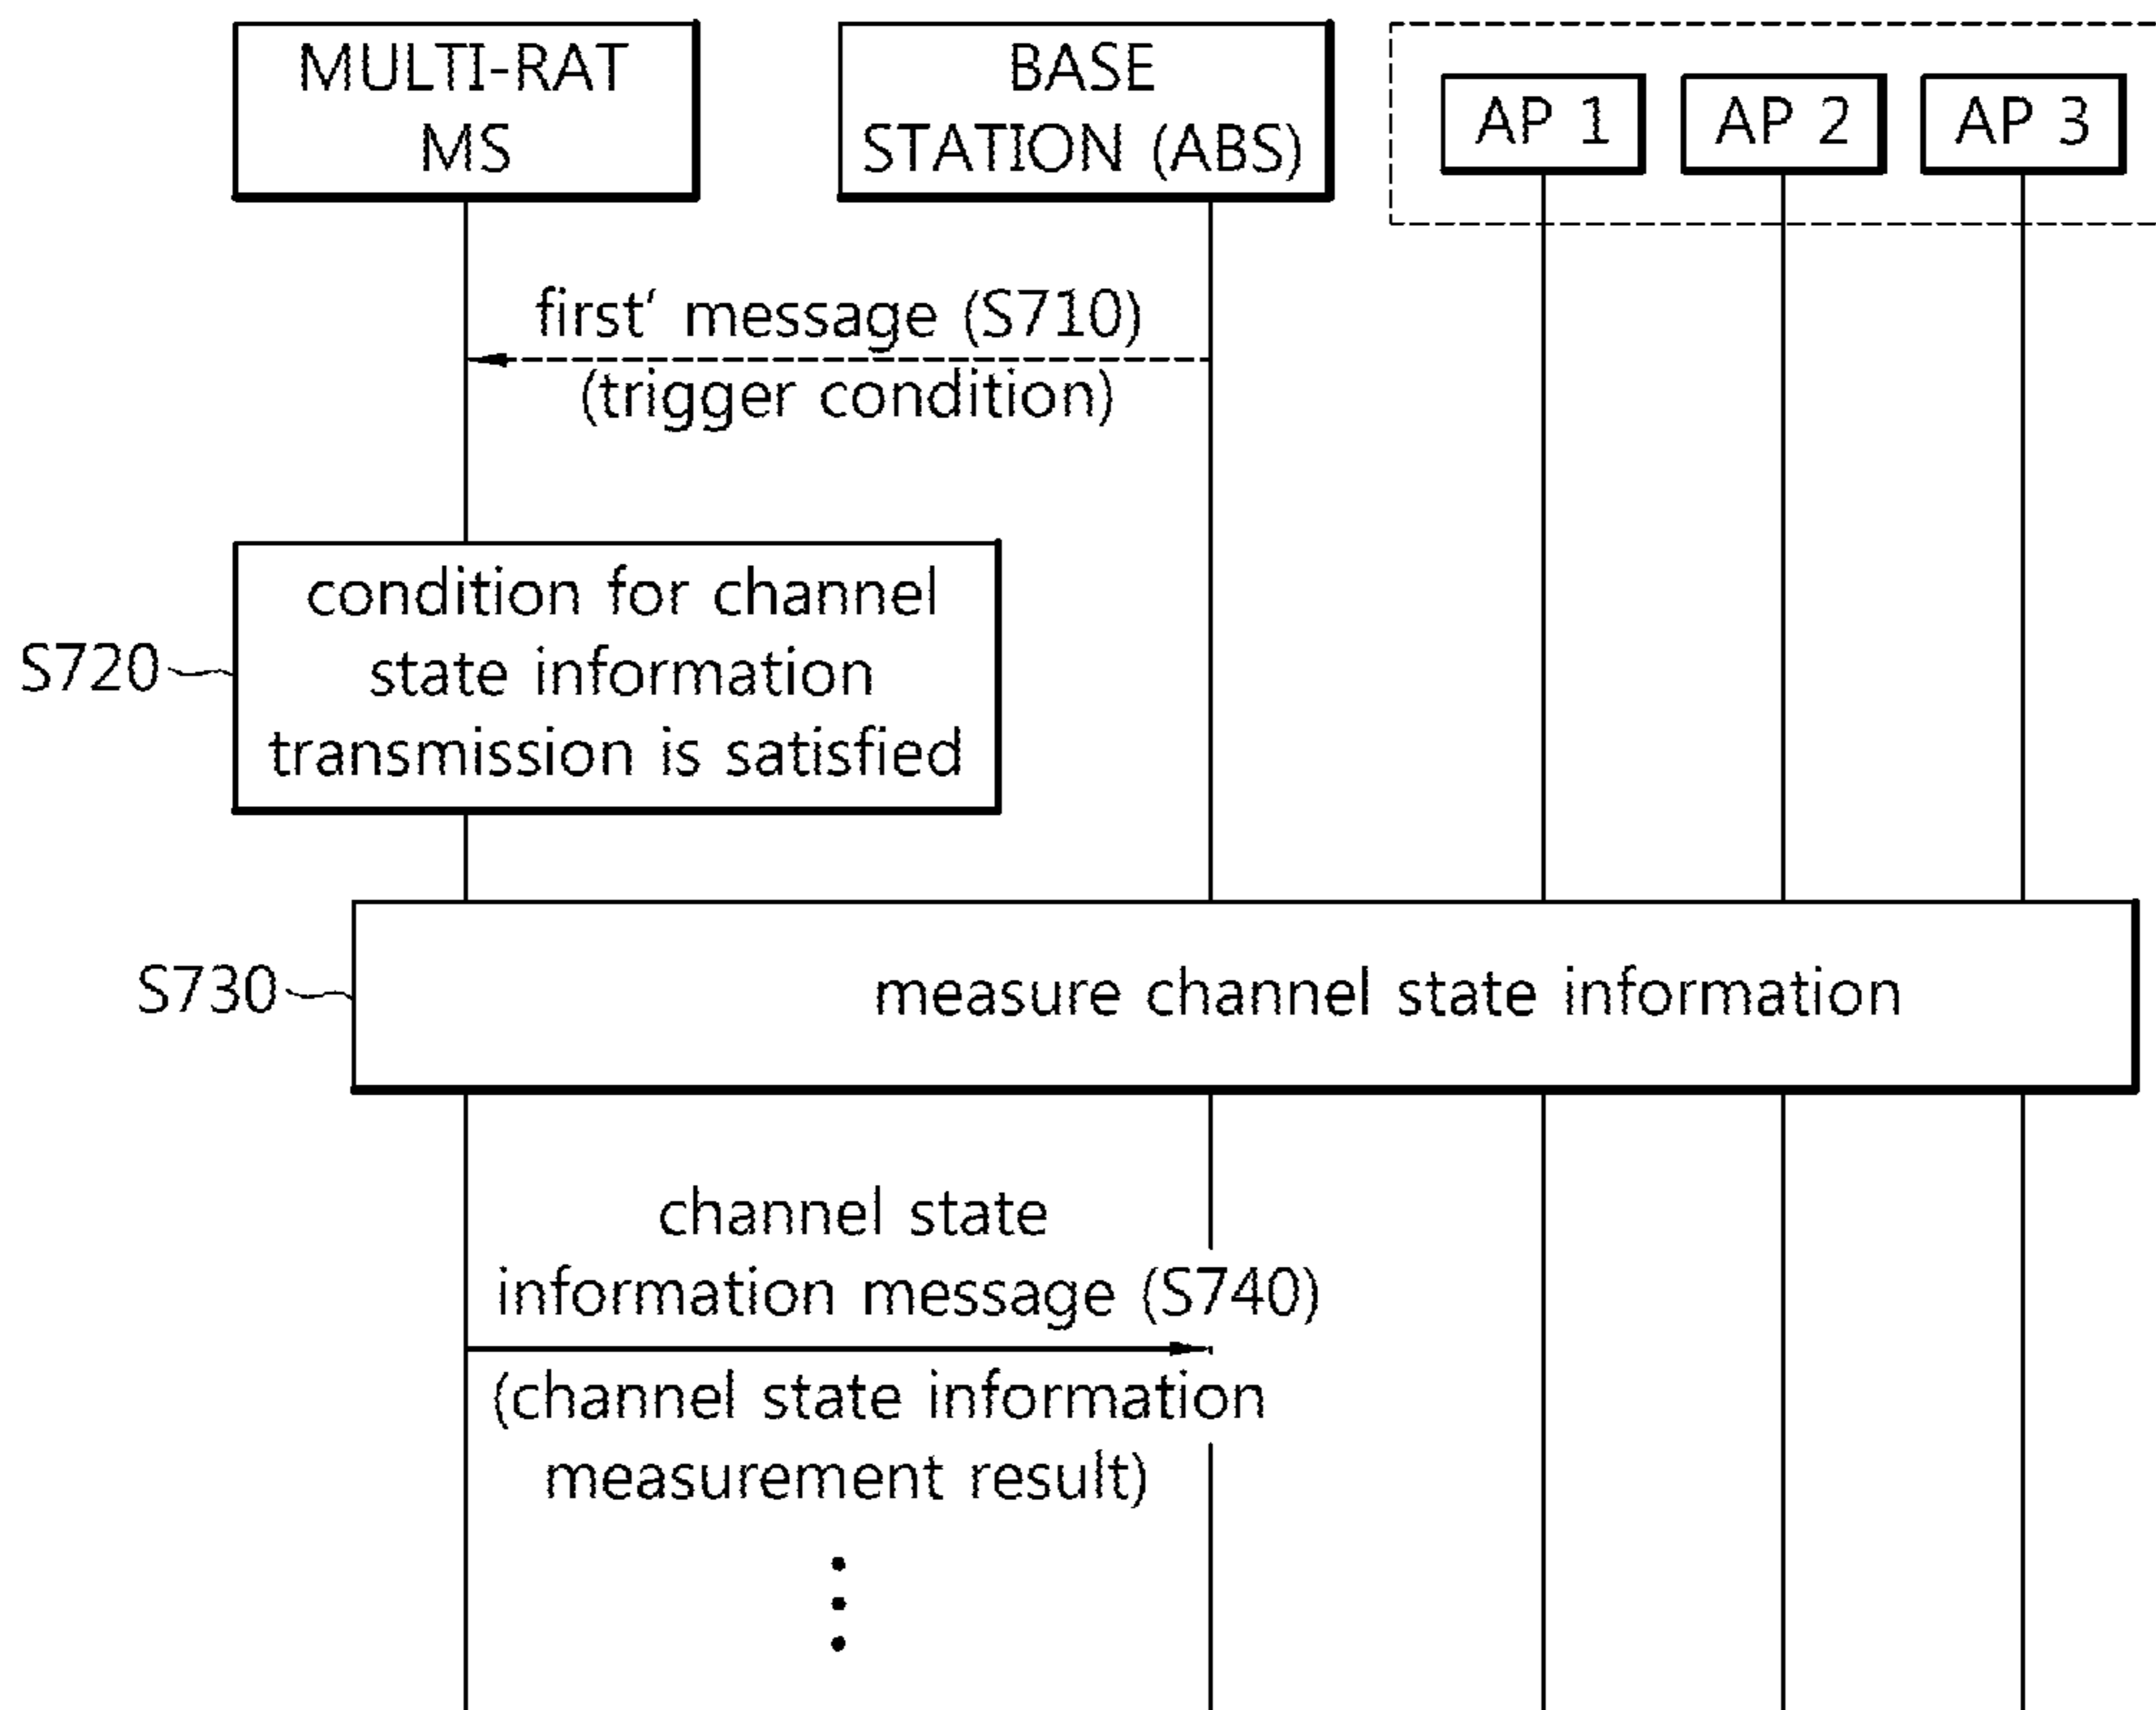 MULTI-RAT
MS
BASE
STATION (ABS)
AP 1
AP 2
AP 3
first' message (S710)
(trigger condition)
S720
condition for channel
state information
transmission is satisfied
S730
measure channel state information
channel state
information message (S740)
(channel state information
measurement result)